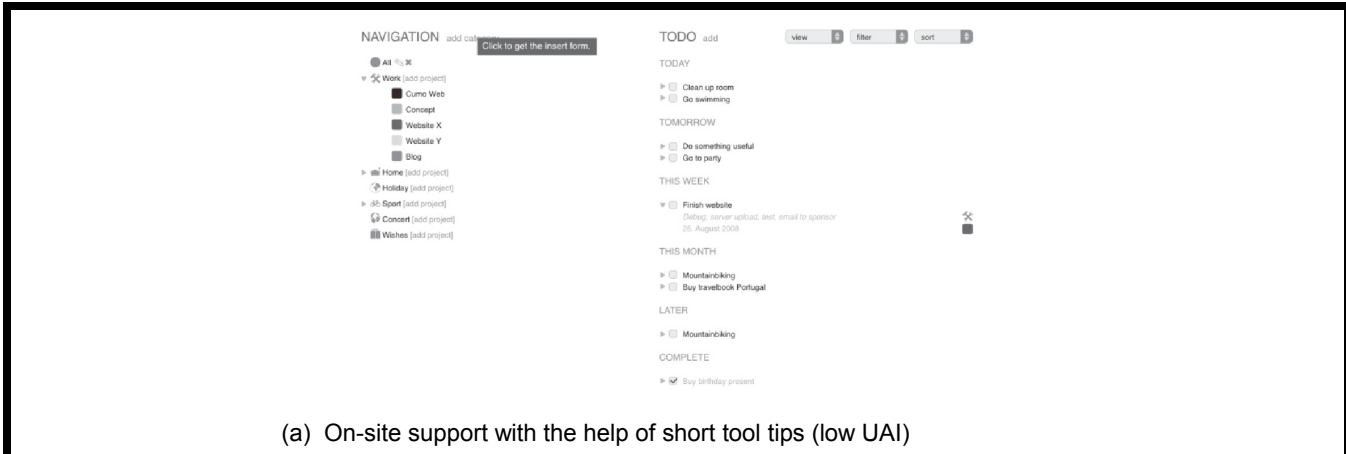 NAVIGATION add category
Click to get the insert form.
All
Work [add project]
Cumo Web
Concept
Website X
Website Y
Blog
Home [add project]
Holiday [add project]
Sport [add project]
Concert [add project]
Wishes [add project]
TODO add
view filter sort
TODAY
Clean up room
Go swimming
TOMORROW
Do something useful
Go to party
THIS WEEK
Finish website
Debug, server upload, test, email to sponsor
25. August 2008
THIS MONTH
Mountainbiking
Buy travelbook Portugal
LATER
Mountainbiking
COMPLETE
Buy birthday present
(a) On-site support with the help of short tool tips (low UAI)